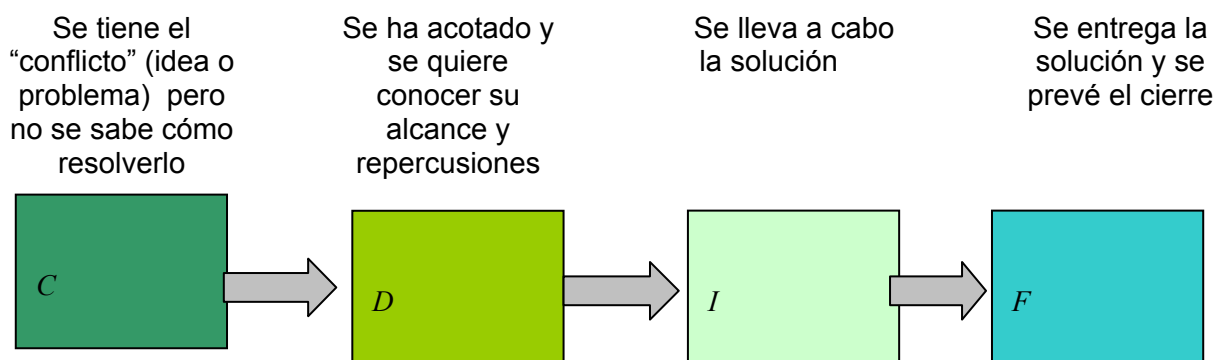 Se tiene el
“conflicto” (idea o
problema)  pero
no se sabe cómo
resolverlo
Se ha acotado y
se quiere
conocer su
alcance y
repercusiones
Se lleva a cabo
la solución
Se entrega la
solución y se
prevé el cierre
C
D
I
F